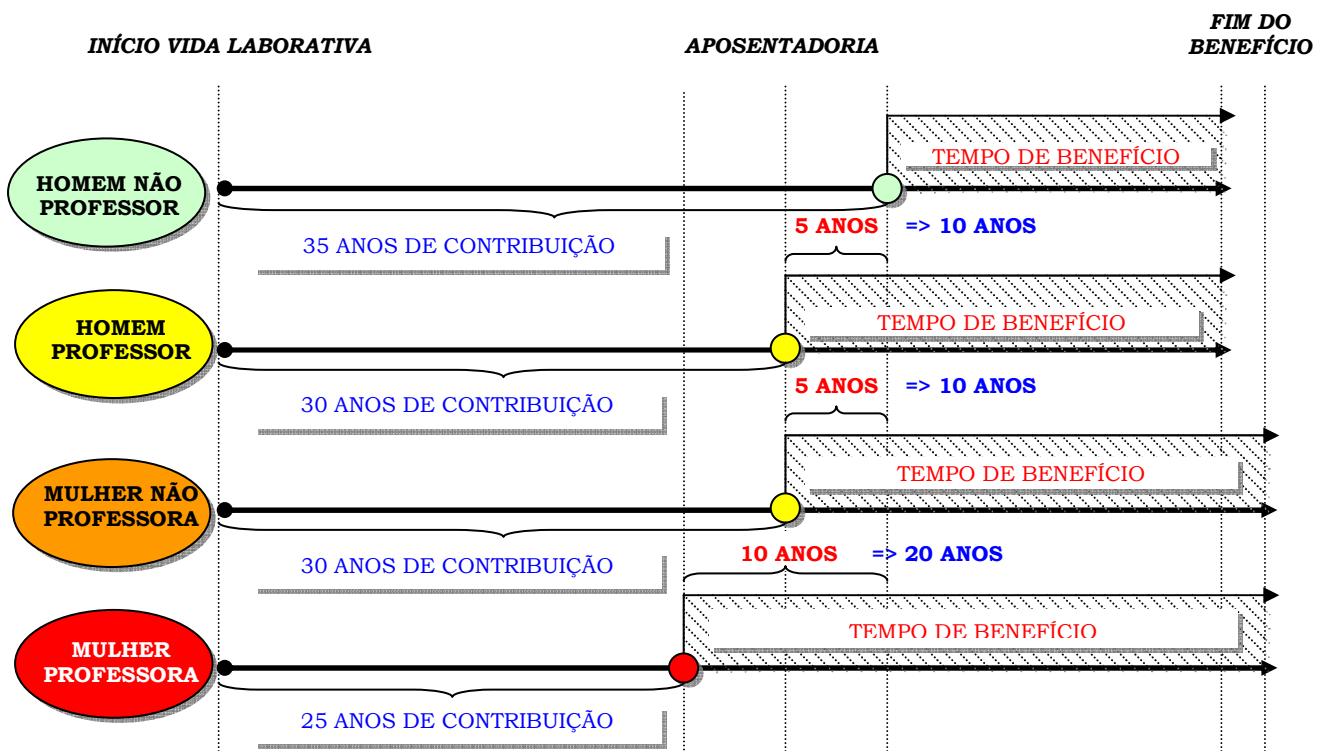 INÍCIO VIDA LABORATIVA
APOSENTADORIA
FIM DO
BENEFÍCIO
HOMEM NÃO
PROFESSOR
TEMPO DE BENEFÍCIO
35 ANOS DE CONTRIBUIÇÃO
5 ANOS => 10 ANOS
HOMEM
PROFESSOR
TEMPO DE BENEFÍCIO
30 ANOS DE CONTRIBUIÇÃO
5 ANOS => 10 ANOS
MULHER NÃO
PROFESSORA
TEMPO DE BENEFÍCIO
30 ANOS DE CONTRIBUIÇÃO
10 ANOS => 20 ANOS
MULHER
PROFESSORA
TEMPO DE BENEFÍCIO
25 ANOS DE CONTRIBUIÇÃO